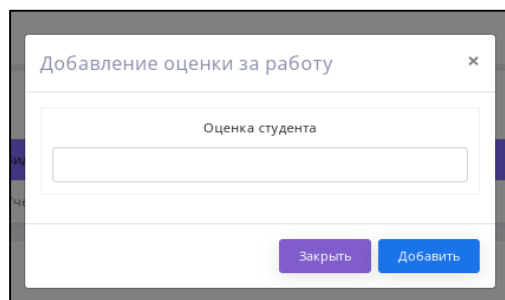 Добавление оценки за работу
×
Оценка студента
Закрыть
Добавить